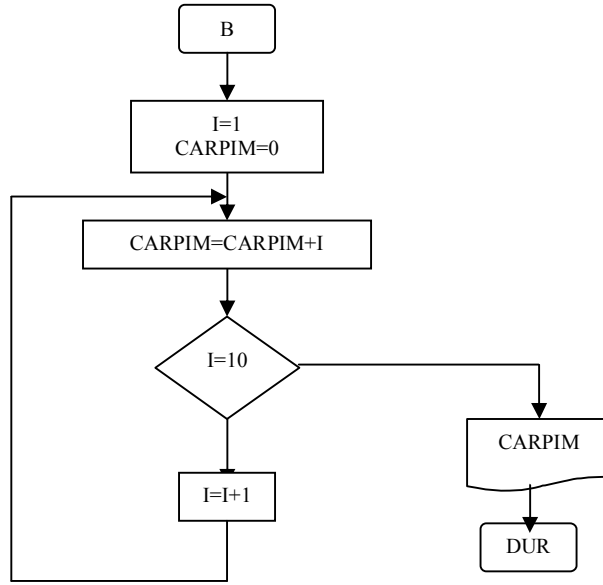 B
I=1
CARPIM=0
CARPIM=CARPIM+I
I=10
CARPIM
I=I+1
DUR